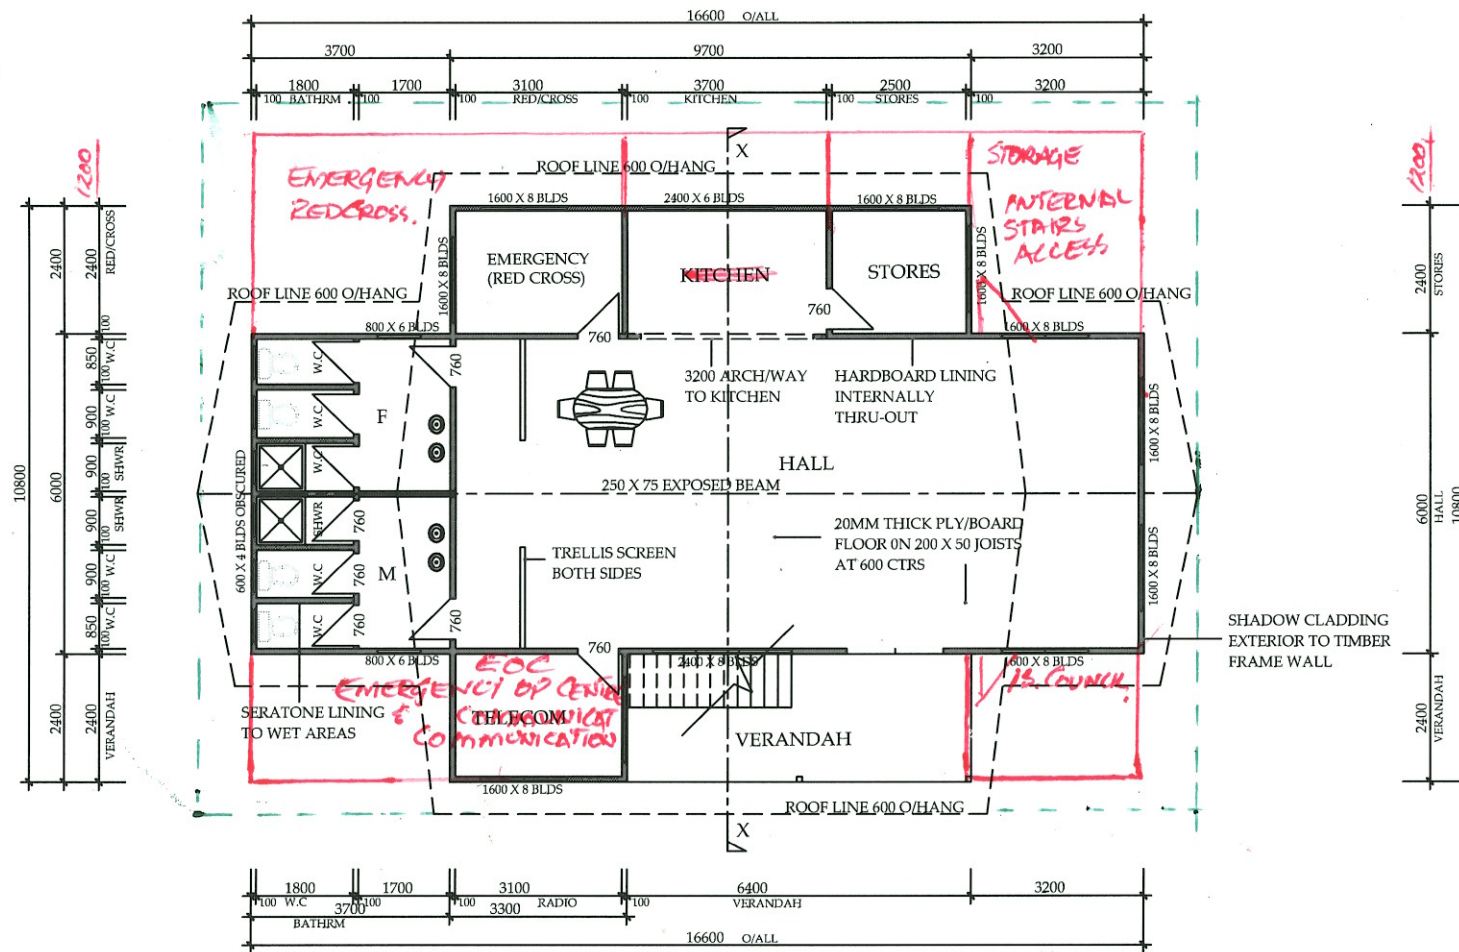 16600 O/ALL
3700 9700 3200
1800 1700 3100 3700 2500 3200
100 BATHRM 100 100 RED/CROSS 100 KITCHEN 100 STORES 100
X
1200
1200
EMERGENCY
REDCROSS.
STORAGE
INTERNAL
STAIRS
ACCESS
ROOF LINE 600 O/HANG
1600 X 8 BLDS 2400 X 6 BLDS 1600 X 8 BLDS
EMERGENCY
(RED CROSS)
KITCHEN
STORES
1600 X 8 BLDS
1600 X 8 BLDS
760
ROOF LINE 600 O/HANG
ROOF LINE 600 O/HANG
800 X 6 BLDS
1600 X 8 BLDS
760
10800
2400 6000 2400
2400 RED/CROSS
100
850 W.C
100
900 W.C
100
900 SHWR
100
900 SHWR
100
900 W.C
100
850 W.C
100
2400 VERANDAH
W.C
W.C
W.C
SHWR
W.C
W.C
760
760
760
760
760
760
F
M
600 X 4 BLDS OBSCURED
3200 ARCH/WAY
TO KITCHEN
HARDBOARD LINING
INTERNALLY
THRU-OUT
HALL
250 X 75 EXPOSED BEAM
TRELLIS SCREEN
BOTH SIDES
20MM THICK PLY/BOARD
FLOOR 0N 200 X 50 JOISTS
AT 600 CTRS
1600 X 8 BLDS
1600 X 8 BLDS
2400 STORES
6000 HALL
2400 VERANDAH
10800
SHADOW CLADDING
EXTERIOR TO TIMBER
FRAME WALL
800 X 6 BLDS
2400 X 8 BLDS
1600 X 8 BLDS
EOC
EMERGENCY OP CENTRE
&
COMMUNICATION
TELECOM
SERATONE LINING
TO WET AREAS
VERANDAH
1600 X 8 BLDS
ROOF LINE 600 O/HANG
X
1800 1700 3100 6400 3200
100 W.C 100 100 RADIO 100 VERANDAH
3700 3300
BATHRM
16600 O/ALL